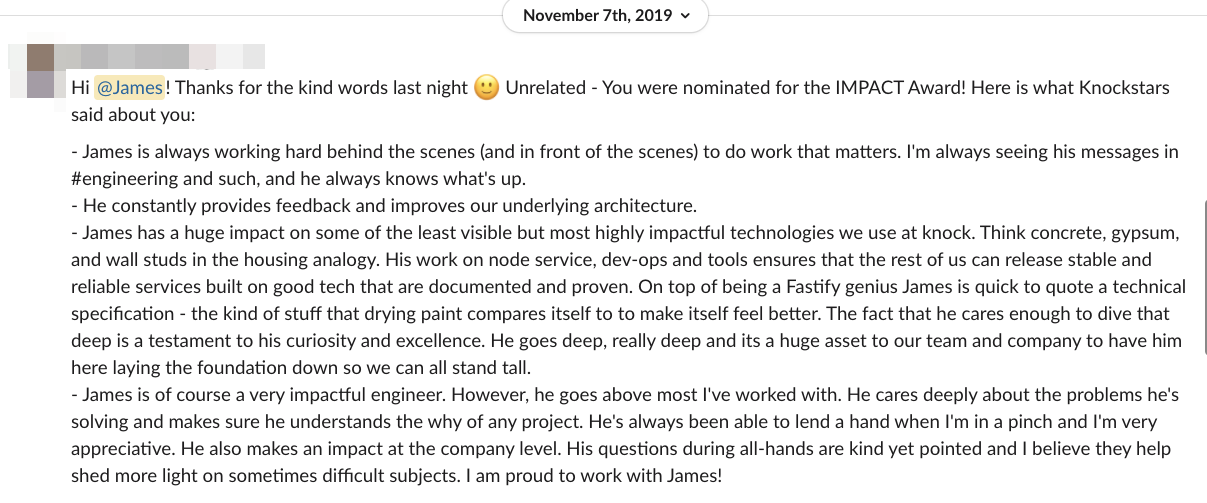 November 7th, 2019
Hi @James! Thanks for the kind words last night 🙂 Unrelated - You were nominated for the IMPACT Award! Here is what Knockstars
said about you:
- James is always working hard behind the scenes (and in front of the scenes) to do work that matters. I'm always seeing his messages in
#engineering and such, and he always knows what's up.
- He constantly provides feedback and improves our underlying architecture.
- James has a huge impact on some of the least visible but most highly impactful technologies we use at knock. Think concrete, gypsum,
and wall studs in the housing analogy. His work on node service, dev-ops and tools ensures that the rest of us can release stable and
reliable services built on good tech that are documented and proven. On top of being a Fastify genius James is quick to quote a technical
specification - the kind of stuff that drying paint compares itself to to make itself feel better. The fact that he cares enough to dive that
deep is a testament to his curiosity and excellence. He goes deep, really deep and its a huge asset to our team and company to have him
here laying the foundation down so we can all stand tall.
- James is of course a very impactful engineer. However, he goes above most I've worked with. He cares deeply about the problems he's
solving and makes sure he understands the why of any project. He's always been able to lend a hand when I'm in a pinch and I'm very
appreciative. He also makes an impact at the company level. His questions during all-hands are kind yet pointed and I believe they help
shed more light on sometimes difficult subjects. I am proud to work with James!